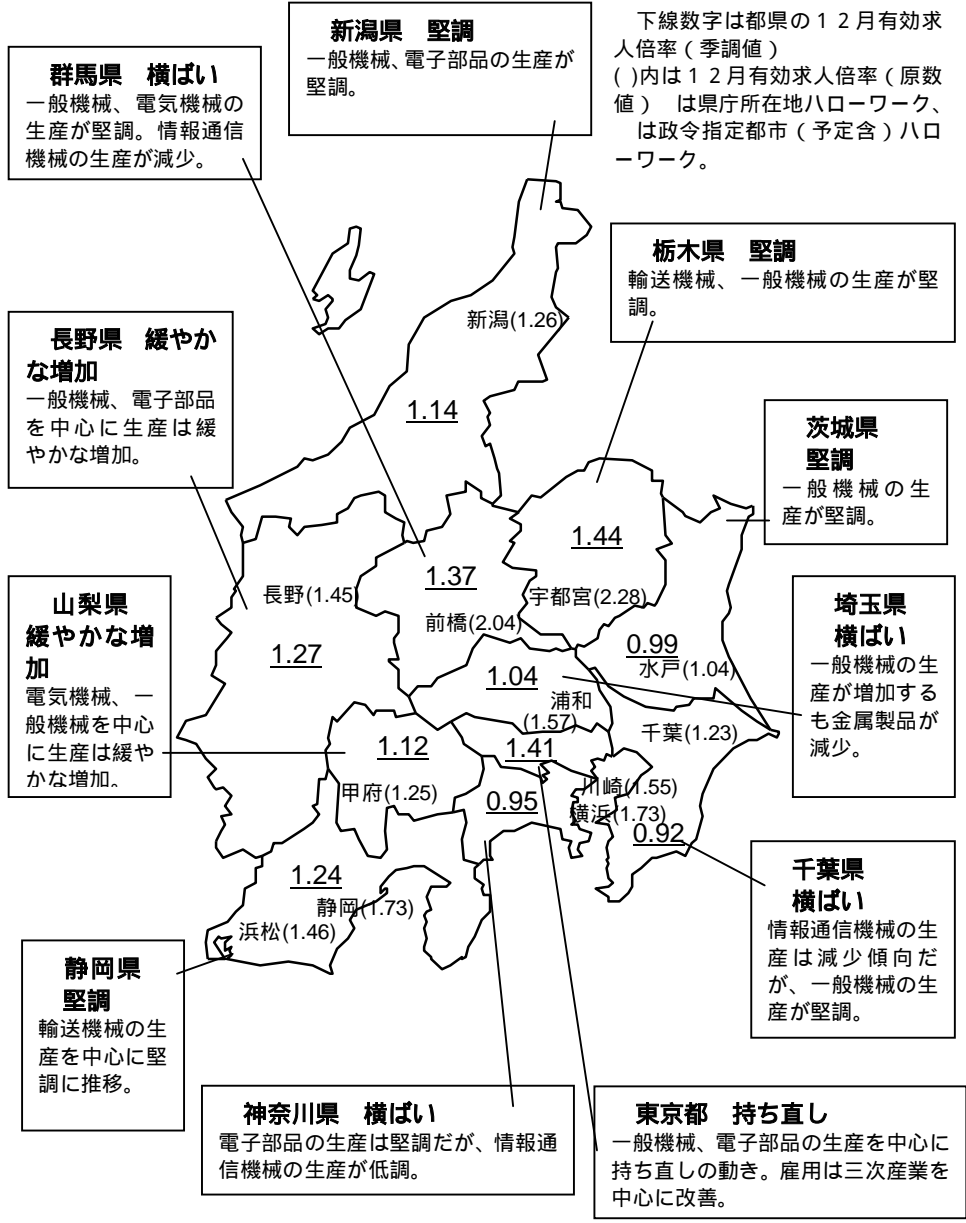 新潟県　堅調
一般機械、電子部品の生産が
堅調。
下線数字は都県の１２月有効求
人倍率（季調値）
( )内は１２月有効求人倍率（原数
値）　は県庁所在地ハローワーク、
は政令指定都市（予定含）ハロ
ーワーク。
群馬県　横ばい
一般機械、電気機械の
生産が堅調。情報通信
機械の生産が減少。
栃木県　堅調
輸送機械、一般機械の生産が堅
調。
新潟(1.26)
長野県　緩やか
な増加
一般機械、電子部品
を中心に生産は緩
やかな増加。
1.14
茨城県
堅調
一般機械の生
産が堅調。
1.44
1.37
長野(1.45)
宇都宮(2.28)
前橋(2.04)
山梨県
緩やかな増
加
電気機械、一
般機械を中心
に生産は緩や
かな増加。
埼玉県
横ばい
一般機械の生
産が増加する
も金属製品が
減少。
1.27
0.99
水戸(1.04)
1.04
浦和
(1.57)
千葉(1.23)
1.12
1.41
川崎(1.55)
甲府(1.25)
0.95
横浜(1.73)
0.92
千葉県
横ばい
情報通信機械の生
産は減少傾向だ
が、一般機械の生
産が堅調。
1.24
静岡(1.73)
浜松(1.46)
静岡県
堅調
輸送機械の生
産を中心に堅
調に推移。
神奈川県　横ばい
電子部品の生産は堅調だが、情報通
信機械の生産が低調。
東京都　持ち直し
一般機械、電子部品の生産を中心に
持ち直しの動き。雇用は三次産業を
中心に改善。